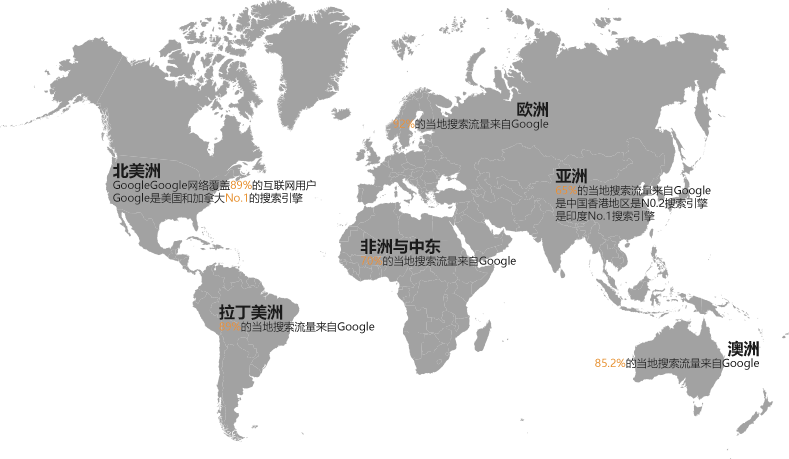 欧洲
的当地搜索流量来自Google
北美洲
GoogleGoogle网络覆盖89%的互联网用户
Google是美国和加拿大No.1的搜索引擎
亚洲
的当地搜索流量来自Google
是中国香港地区是N0.2搜索引擎
是印度No.1搜索引擎
非洲与中东
的当地搜索流量来自Google
拉丁美洲
的当地搜索流量来自Google
澳洲
85.2%的当地搜索流量来自Google